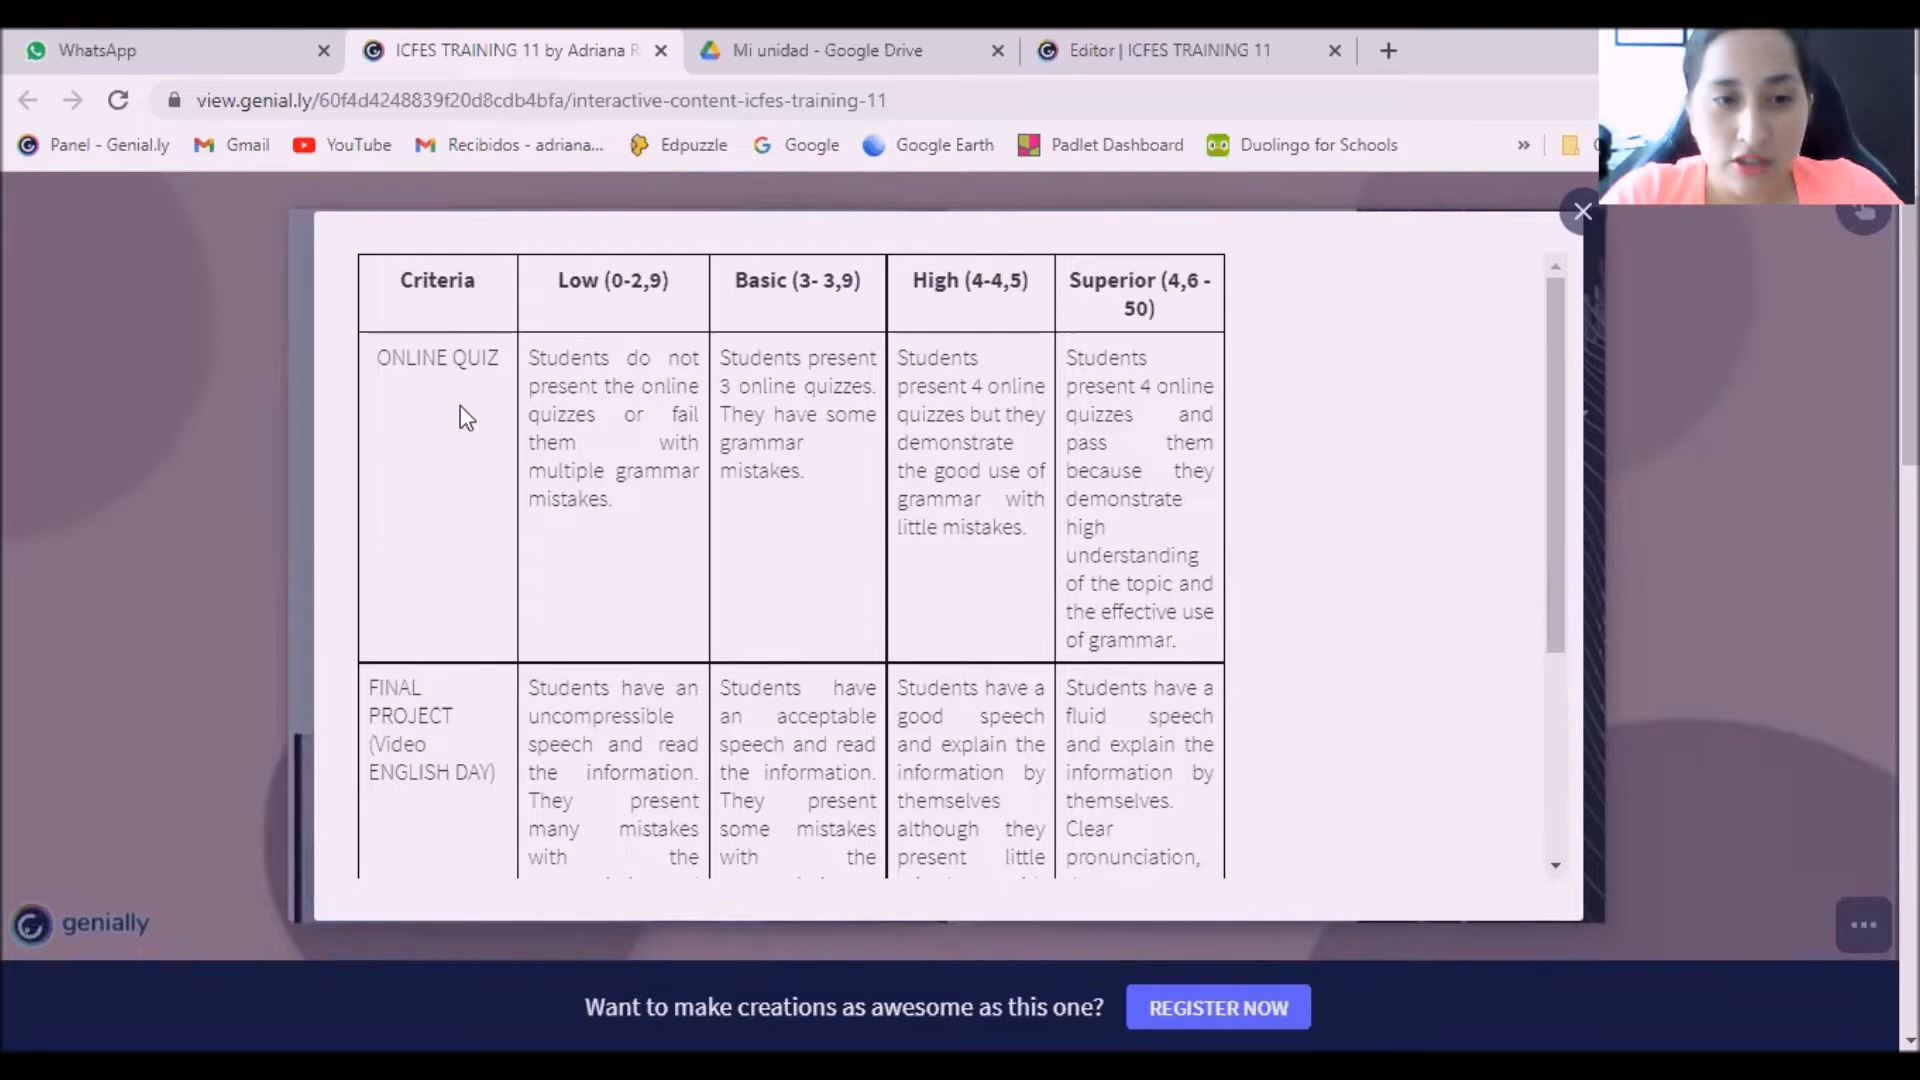 WhatsApp
ICFES TRAINING 11 by Adriana R
Mi unidad - Google Drive
Editor | ICFES TRAINING 11
view.genial.ly/60f4d4248839f20d8cdb4bfa/interactive-content-icfes-training-11
Panel - Genial.ly
Gmail
YouTube
Recibidos - adriana...
Edpuzzle
Google
Google Earth
Padlet Dashboard
Duolingo for Schools
»
Criteria
Low (0-2,9)
Basic (3- 3,9)
High (4-4,5)
Superior (4,6 -
50)
ONLINE QUIZ
Students do not
present the online
quizzes or fail
them with
multiple grammar
mistakes.
Students present
3 online quizzes.
They have some
grammar
mistakes.
Students
present 4 online
quizzes but they
demonstrate
the good use of
grammar with
little mistakes.
Students
present 4 online
quizzes and
pass them
because they
demonstrate
high
understanding
of the topic and
the effective use
of grammar.
FINAL
PROJECT
(Video
ENGLISH DAY)
Students have an
uncompressible
speech and read
the information.
They present
many mistakes
with the
Students have
an acceptable
speech and read
the information.
They present
some mistakes
with the
Students have a
good speech
and explain the
information by
themselves
although they
present little
Students have a
fluid speech
and explain the
information by
themselves.
Clear
pronunciation,
genially
Want to make creations as awesome as this one?
REGISTER NOW